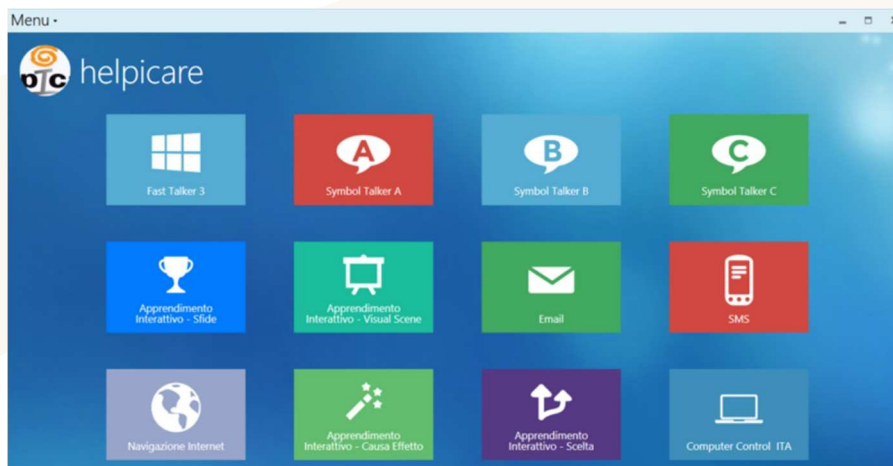 Menu
helpicare
Fast Talker 3
A
Symbol Talker A
B
Symbol Talker B
C
Symbol Talker C
Apprendimento
Interattivo - Sfide
Apprendimento
Interattivo - Visual Scene
Email
SMS
Navigazione Internet
Apprendimento
Interattivo - Causa Effetto
Apprendimento
Interattivo - Scelta
Computer Control ITA